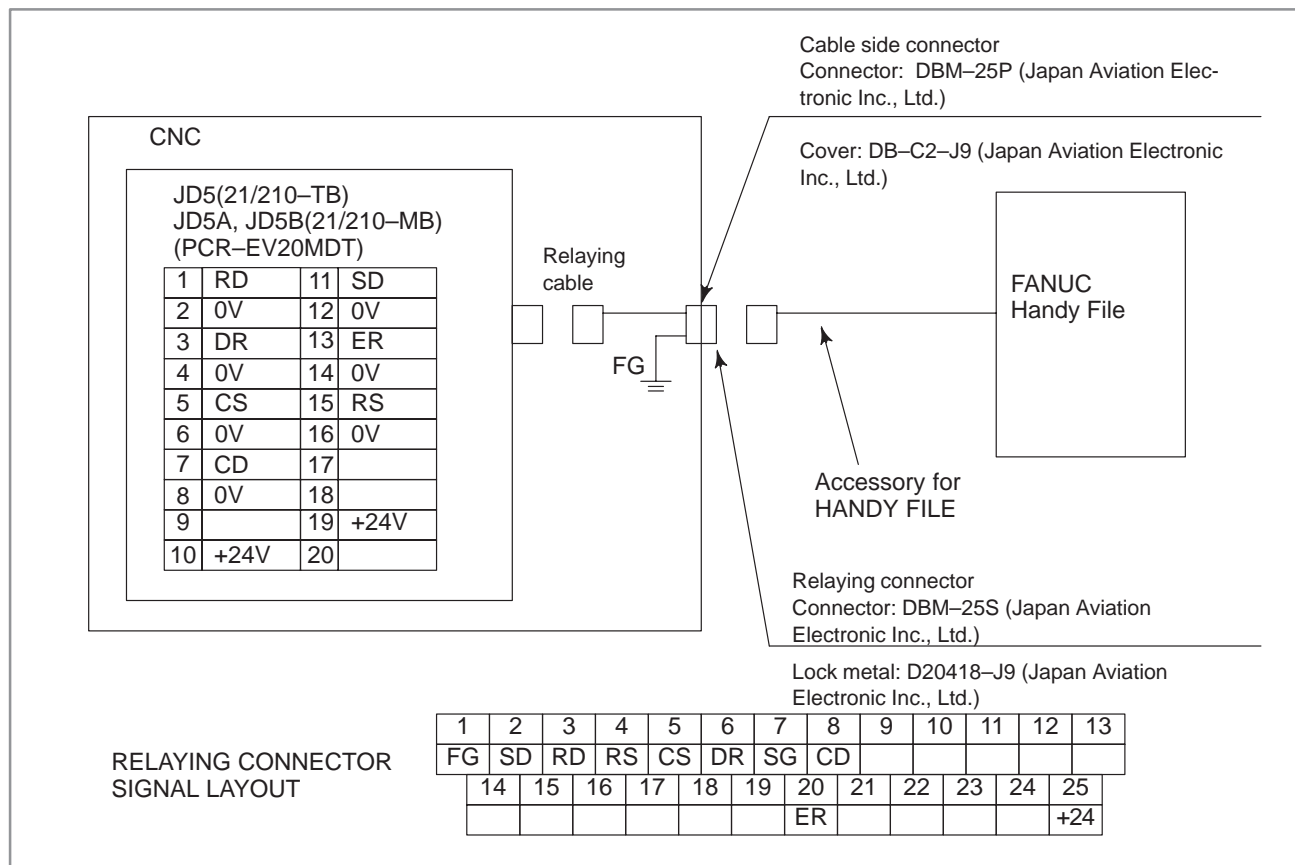 Cable side connector
Connector: DBM–25P (Japan Aviation Elec-
tronic Inc., Ltd.)
Cover: DB–C2–J9 (Japan Aviation Electronic
Inc., Ltd.)
CNC
JD5(21/210–TB)
JD5A, JD5B(21/210–MB)
(PCR–EV20MDT)
1 RD 11 SD
2 0V 12 0V
3 DR 13 ER
4 0V 14 0V
5 CS 15 RS
6 0V 16 0V
7 CD 17
8 0V 18
9 19 +24V
10 +24V 20
Relaying
cable
FG
FANUC
Handy File
Accessory for
HANDY FILE
Relaying connector
Connector: DBM–25S (Japan Aviation
Electronic Inc., Ltd.)
Lock metal: D20418–J9 (Japan Aviation
Electronic Inc., Ltd.)
RELAYING CONNECTOR
SIGNAL LAYOUT
1 2 3 4 5 6 7 8 9 10 11 12 13
FG SD RD RS CS DR SG CD
14 15 16 17 18 19 20 21 22 23 24 25
ER +24